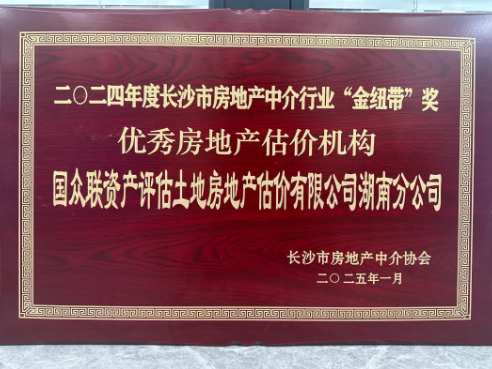 二〇二四年度长沙市房地产中介行业“金纽带”奖
优秀房地产估价机构
国众联资产评估土地房地产估价有限公司湖南分公司
长沙市房地产中介协会
二〇二五年一月